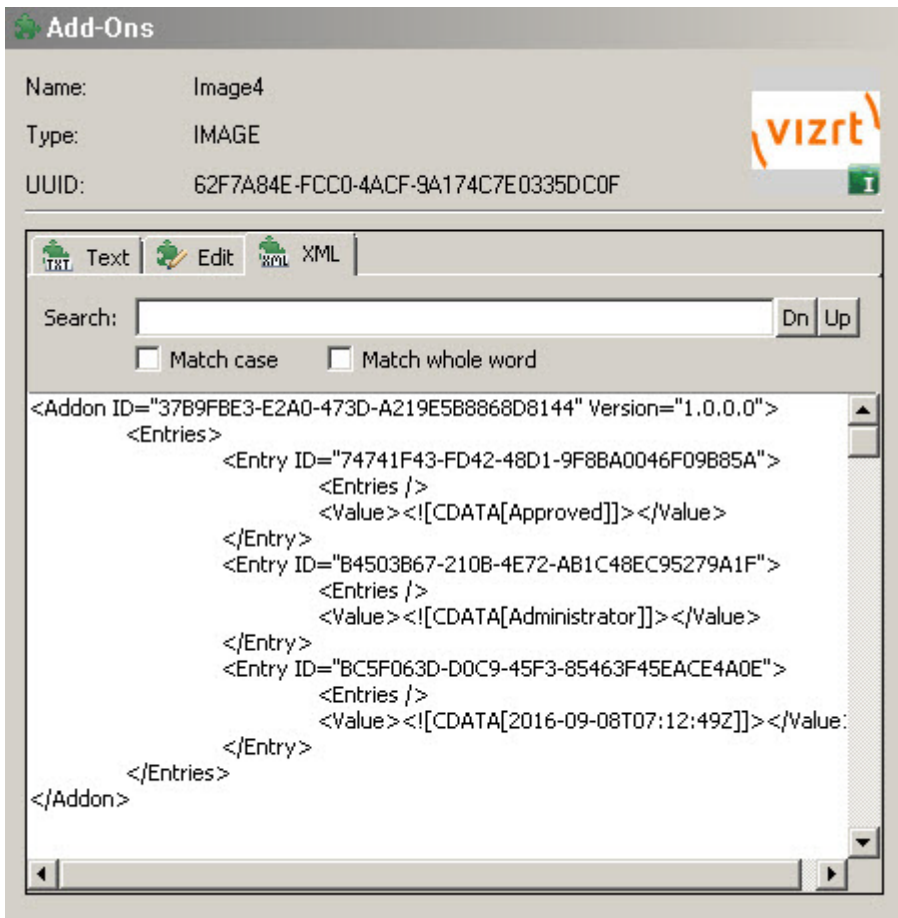 Add-Ons
Name: Image4
vizrt
Type: IMAGE
I
UUID: 62F7A84E-FCC0-4ACF-9A174C7E0335DC0F
TXT Text Edit XML XML
Search: Dn Up
Match case Match whole word
<Addon ID="37B9FBE3-E2A0-473D-A219E5B8868D8144" Version="1.0.0.0">
<Entries>
<Entry ID="74741F43-FD42-48D1-9F8BA0046F09B85A">
<Entries />
<Value><![CDATA[Approved]]></Value>
</Entry>
<Entry ID="B4503B67-210B-4E72-AB1C48EC95279A1F">
<Entries />
<Value><![CDATA[Administrator]]></Value>
</Entry>
<Entry ID="BC5F063D-D0C9-45F3-85463F45EACE4A0E">
<Entries />
<Value><![CDATA[2016-09-08T07:12:49Z]]></Value
</Entry>
</Entries>
</Addon>